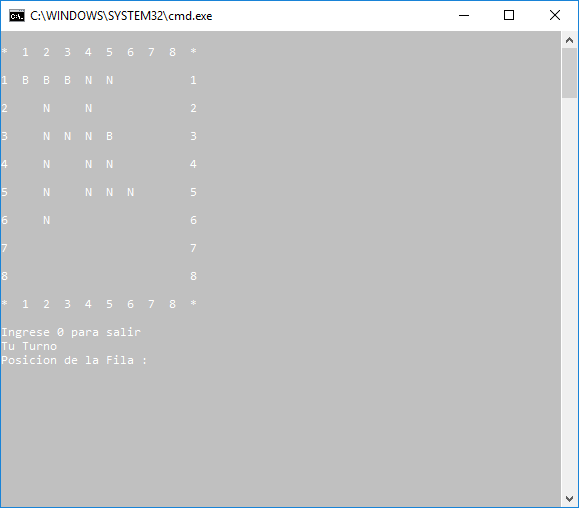 C:\WINDOWS\SYSTEM32\cmd.exe
* 1 2 3 4 5 6 7 8 *
1 B B B N N 1
2 N N 2
3 N N N B 3
4 N N N 4
5 N N N N 5
6 N 6
7 7
8 8
* 1 2 3 4 5 6 7 8 *
Ingrese 0 para salir
Tu Turno
Posicion de la Fila :